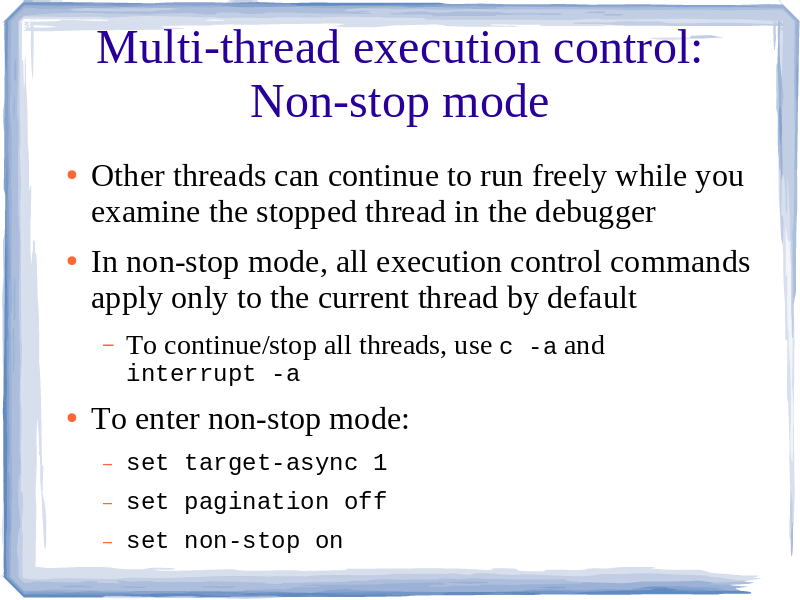 Multi-thread execution control:
Non-stop mode
• Other threads can continue to run freely while you
examine the stopped thread in the debugger
• In non-stop mode, all execution control commands
apply only to the current thread by default
– To continue/stop all threads, use c -a and
interrupt -a
• To enter non-stop mode:
– set target-async 1
– set pagination off
– set non-stop on